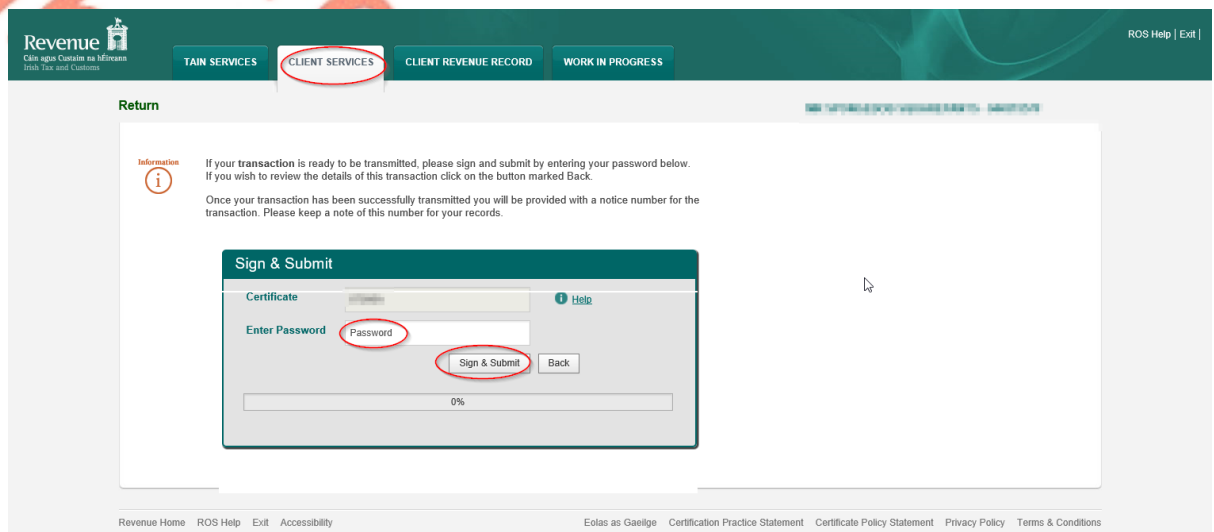 Revenue
Cáin agus Custaim na hÉireann
Irish Tax and Customs
TAIN SERVICES
CLIENT SERVICES
CLIENT REVENUE RECORD
WORK IN PROGRESS
ROS Help | Exit |
Return
Information
i
If your transaction is ready to be transmitted, please sign and submit by entering your password below.
If you wish to review the details of this transaction click on the button marked Back.
Once your transaction has been successfully transmitted you will be provided with a notice number for the
transaction. Please keep a note of this number for your records.
Sign & Submit
Certificate
i Help
Enter Password
Password
Sign & Submit
Back
0%
Revenue Home ROS Help Exit Accessibility
Eolas as Gaeilge Certification Practice Statement Certificate Policy Statement Privacy Policy Terms & Conditions